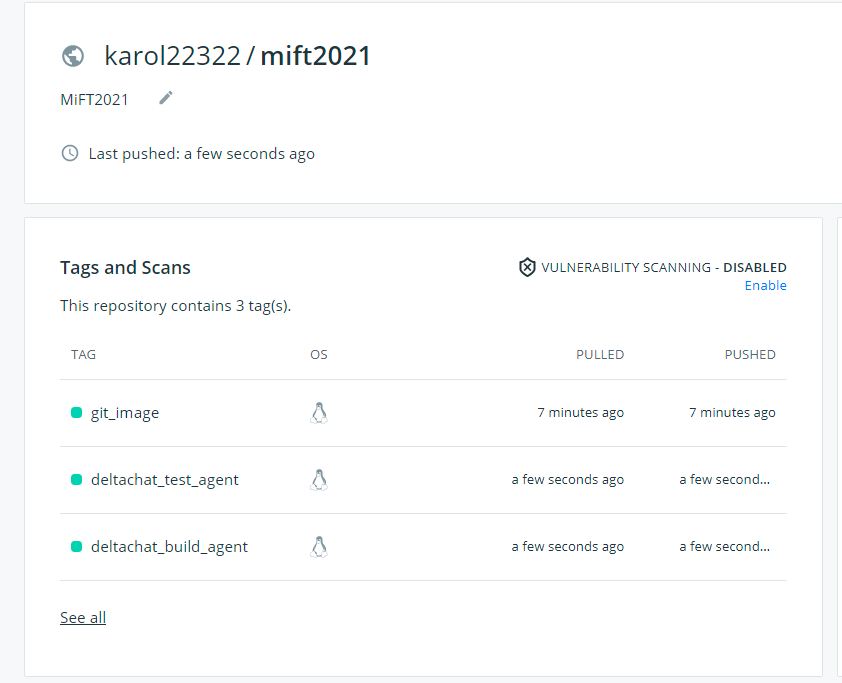 karol22322 / mift2021
MiFT2021
Last pushed: a few seconds ago
Tags and Scans
VULNERABILITY SCANNING - DISABLED
Enable
This repository contains 3 tag(s).
TAG OS PULLED PUSHED
git_image 7 minutes ago 7 minutes ago
deltachat_test_agent a few seconds ago a few second...
deltachat_build_agent a few seconds ago a few second...
See all